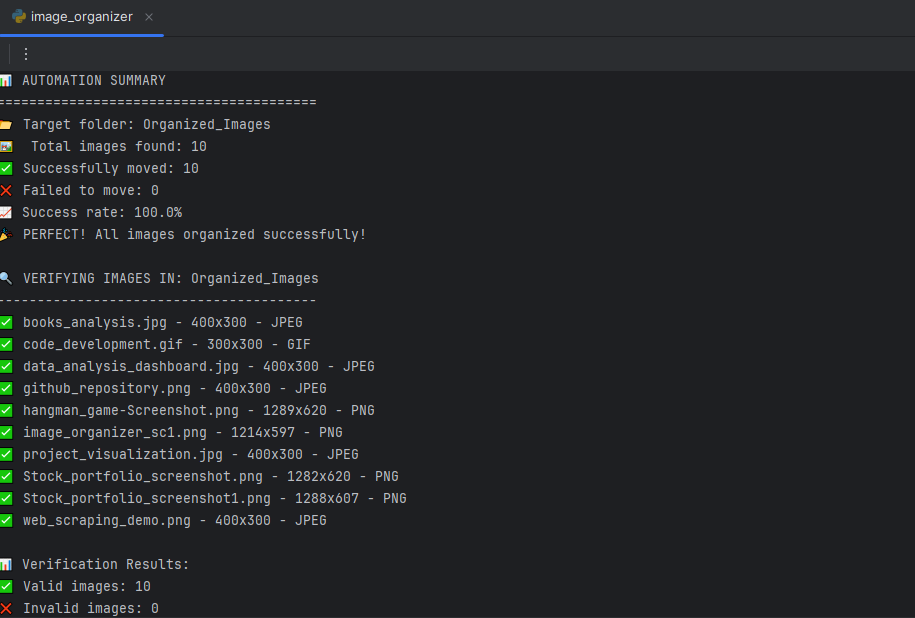 image_organizer
📊 AUTOMATION SUMMARY
========================================
📂 Target folder: Organized_Images
🖼️ Total images found: 10
✅ Successfully moved: 10
❌ Failed to move: 0
📈 Success rate: 100.0%
🎉 PERFECT! All images organized successfully!
🔍 VERIFYING IMAGES IN: Organized_Images
----------------------------------------
✅ books_analysis.jpg - 400x300 - JPEG
✅ code_development.gif - 300x300 - GIF
✅ data_analysis_dashboard.jpg - 400x300 - JPEG
✅ github_repository.png - 400x300 - JPEG
✅ hangman_game-Screenshot.png - 1289x620 - PNG
✅ image_organizer_sc1.png - 1214x597 - PNG
✅ project_visualization.jpg - 400x300 - JPEG
✅ Stock_portfolio_screenshot.png - 1282x620 - PNG
✅ Stock_portfolio_screenshot1.png - 1288x607 - PNG
✅ web_scraping_demo.png - 400x300 - JPEG
📊 Verification Results:
✅ Valid images: 10
❌ Invalid images: 0